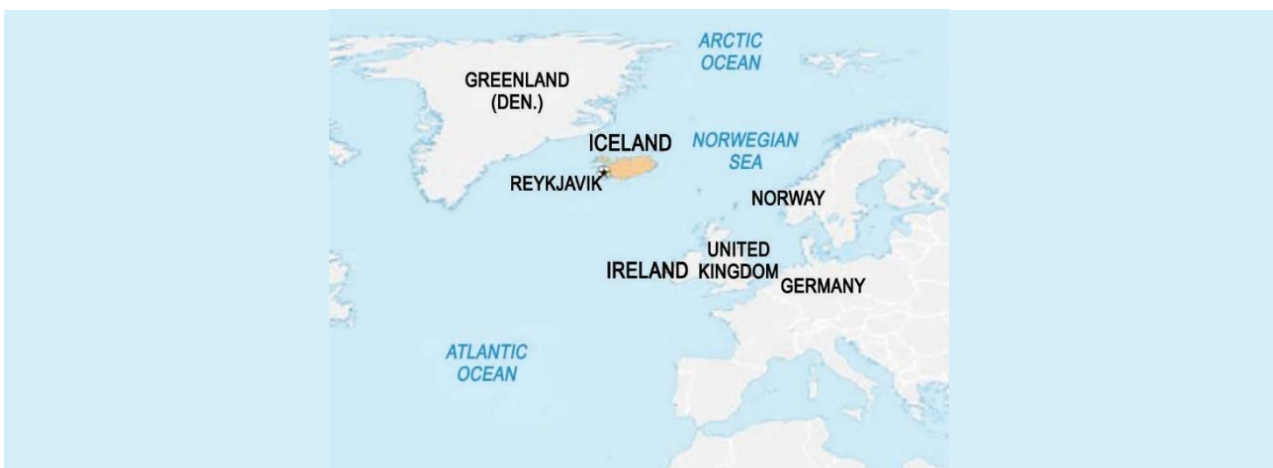 ARCTIC
OCEAN
GREENLAND
(DEN.)
ICELAND
NORWEGIAN
SEA
REYKJAVIK
NORWAY
UNITED
KINGDOM
IRELAND
GERMANY
ATLANTIC
OCEAN